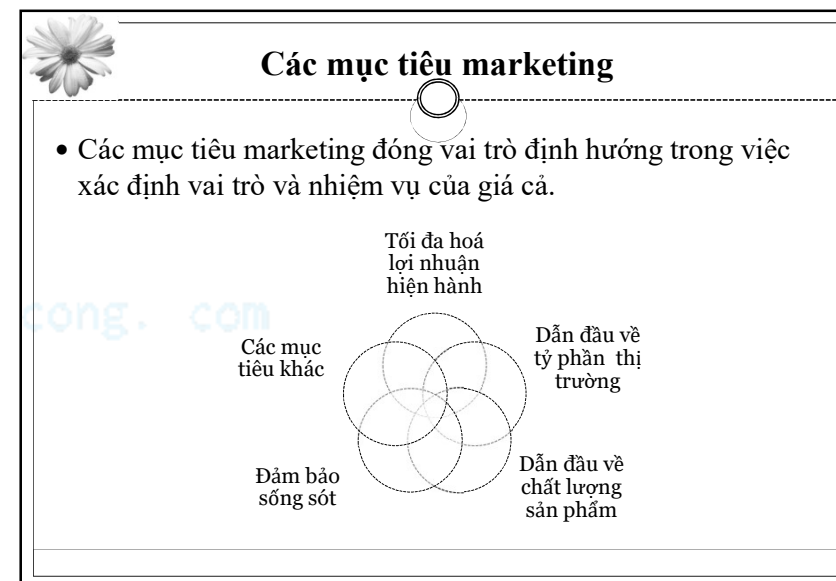 Các mục tiêu marketing
• Các mục tiêu marketing đóng vai trò định hướng trong việc
xác định vai trò và nhiệm vụ của giá cả.
Tối đa hoá
lợi nhuận
hiện hành
Dẫn đầu về
tỷ phần thị
trường
Dẫn đầu về
chất lượng
sản phẩm
Đảm bảo
sống sót
Các mục
tiêu khác
cong. com